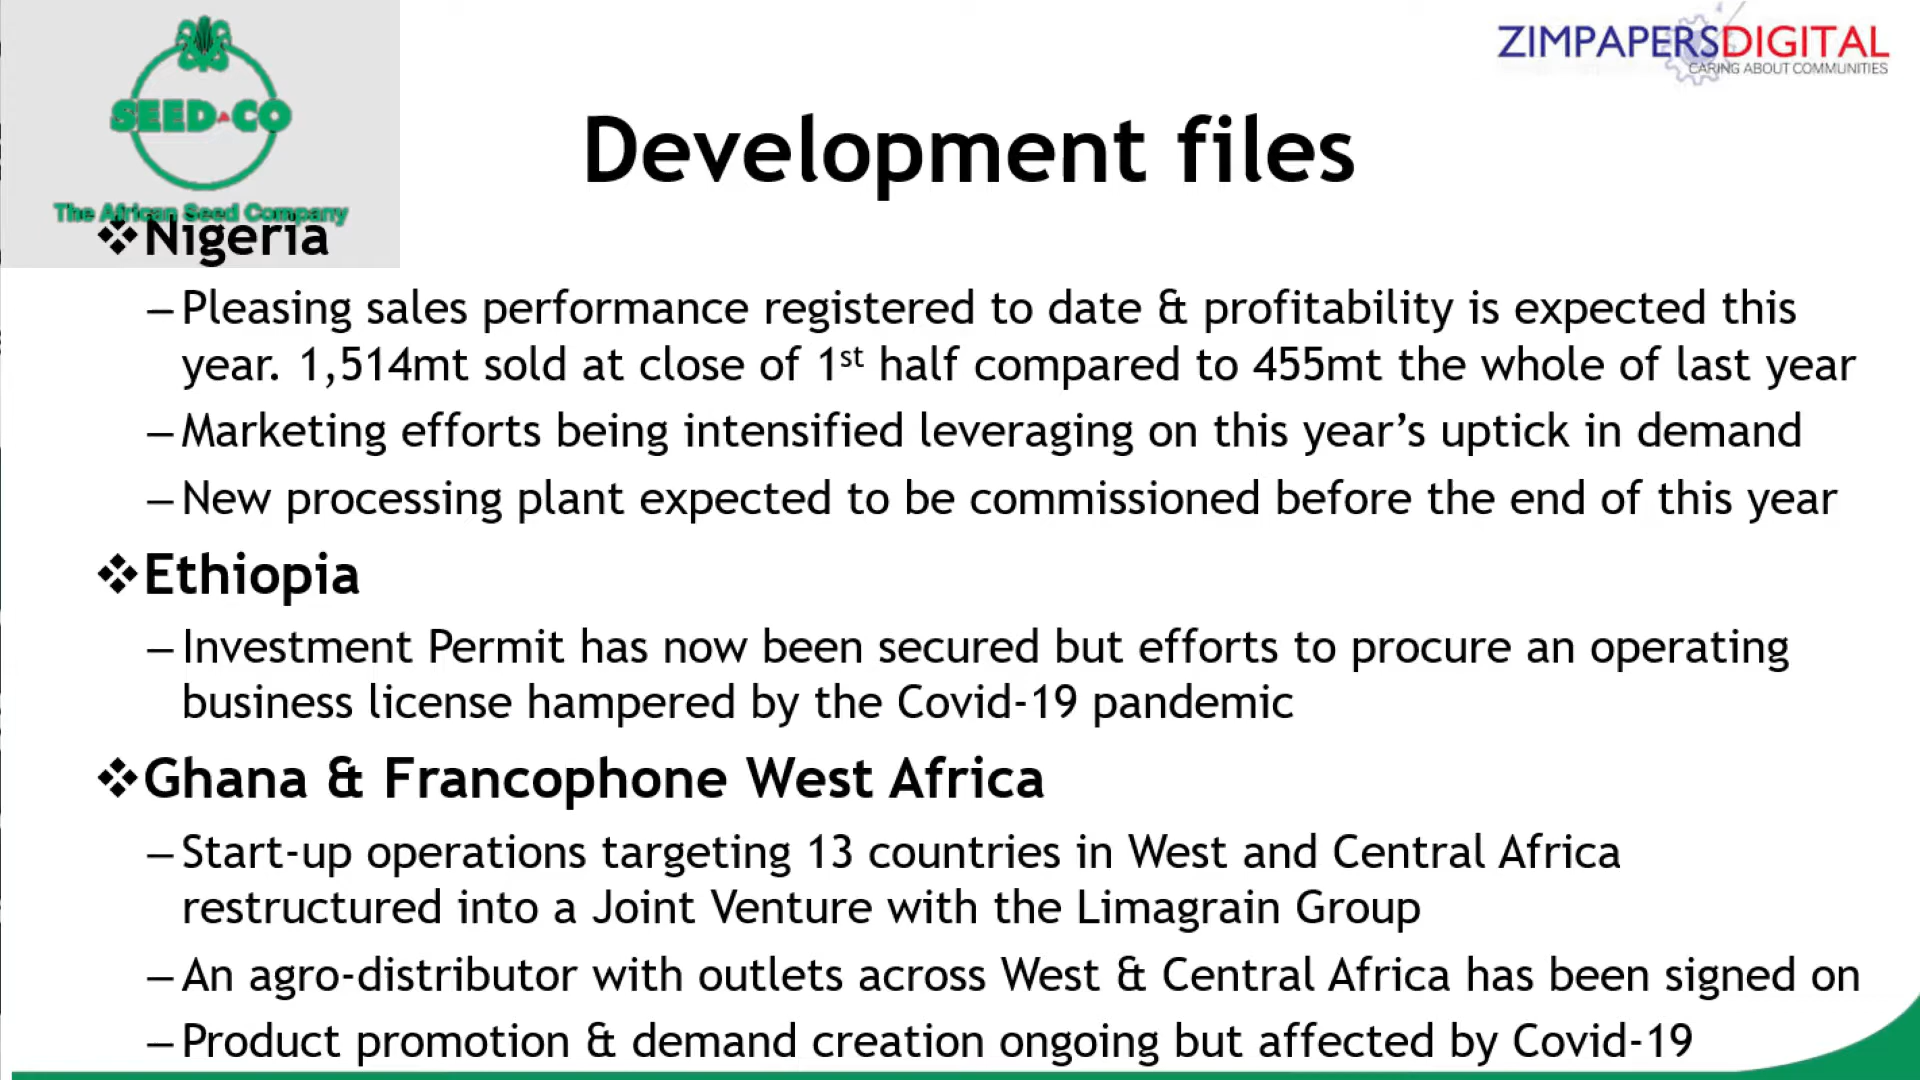 SEED CO
The African Seed Company
ZIMPAPERSDIGITAL
CARING ABOUT COMMUNITIES
Development files
❖Nigeria
–Pleasing sales performance registered to date & profitability is expected this
year. 1,514mt sold at close of 1st half compared to 455mt the whole of last year
–Marketing efforts being intensified leveraging on this year’s uptick in demand
–New processing plant expected to be commissioned before the end of this year
❖Ethiopia
–Investment Permit has now been secured but efforts to procure an operating
business license hampered by the Covid-19 pandemic
❖Ghana & Francophone West Africa
–Start-up operations targeting 13 countries in West and Central Africa
restructured into a Joint Venture with the Limagrain Group
–An agro-distributor with outlets across West & Central Africa has been signed on
–Product promotion & demand creation ongoing but affected by Covid-19